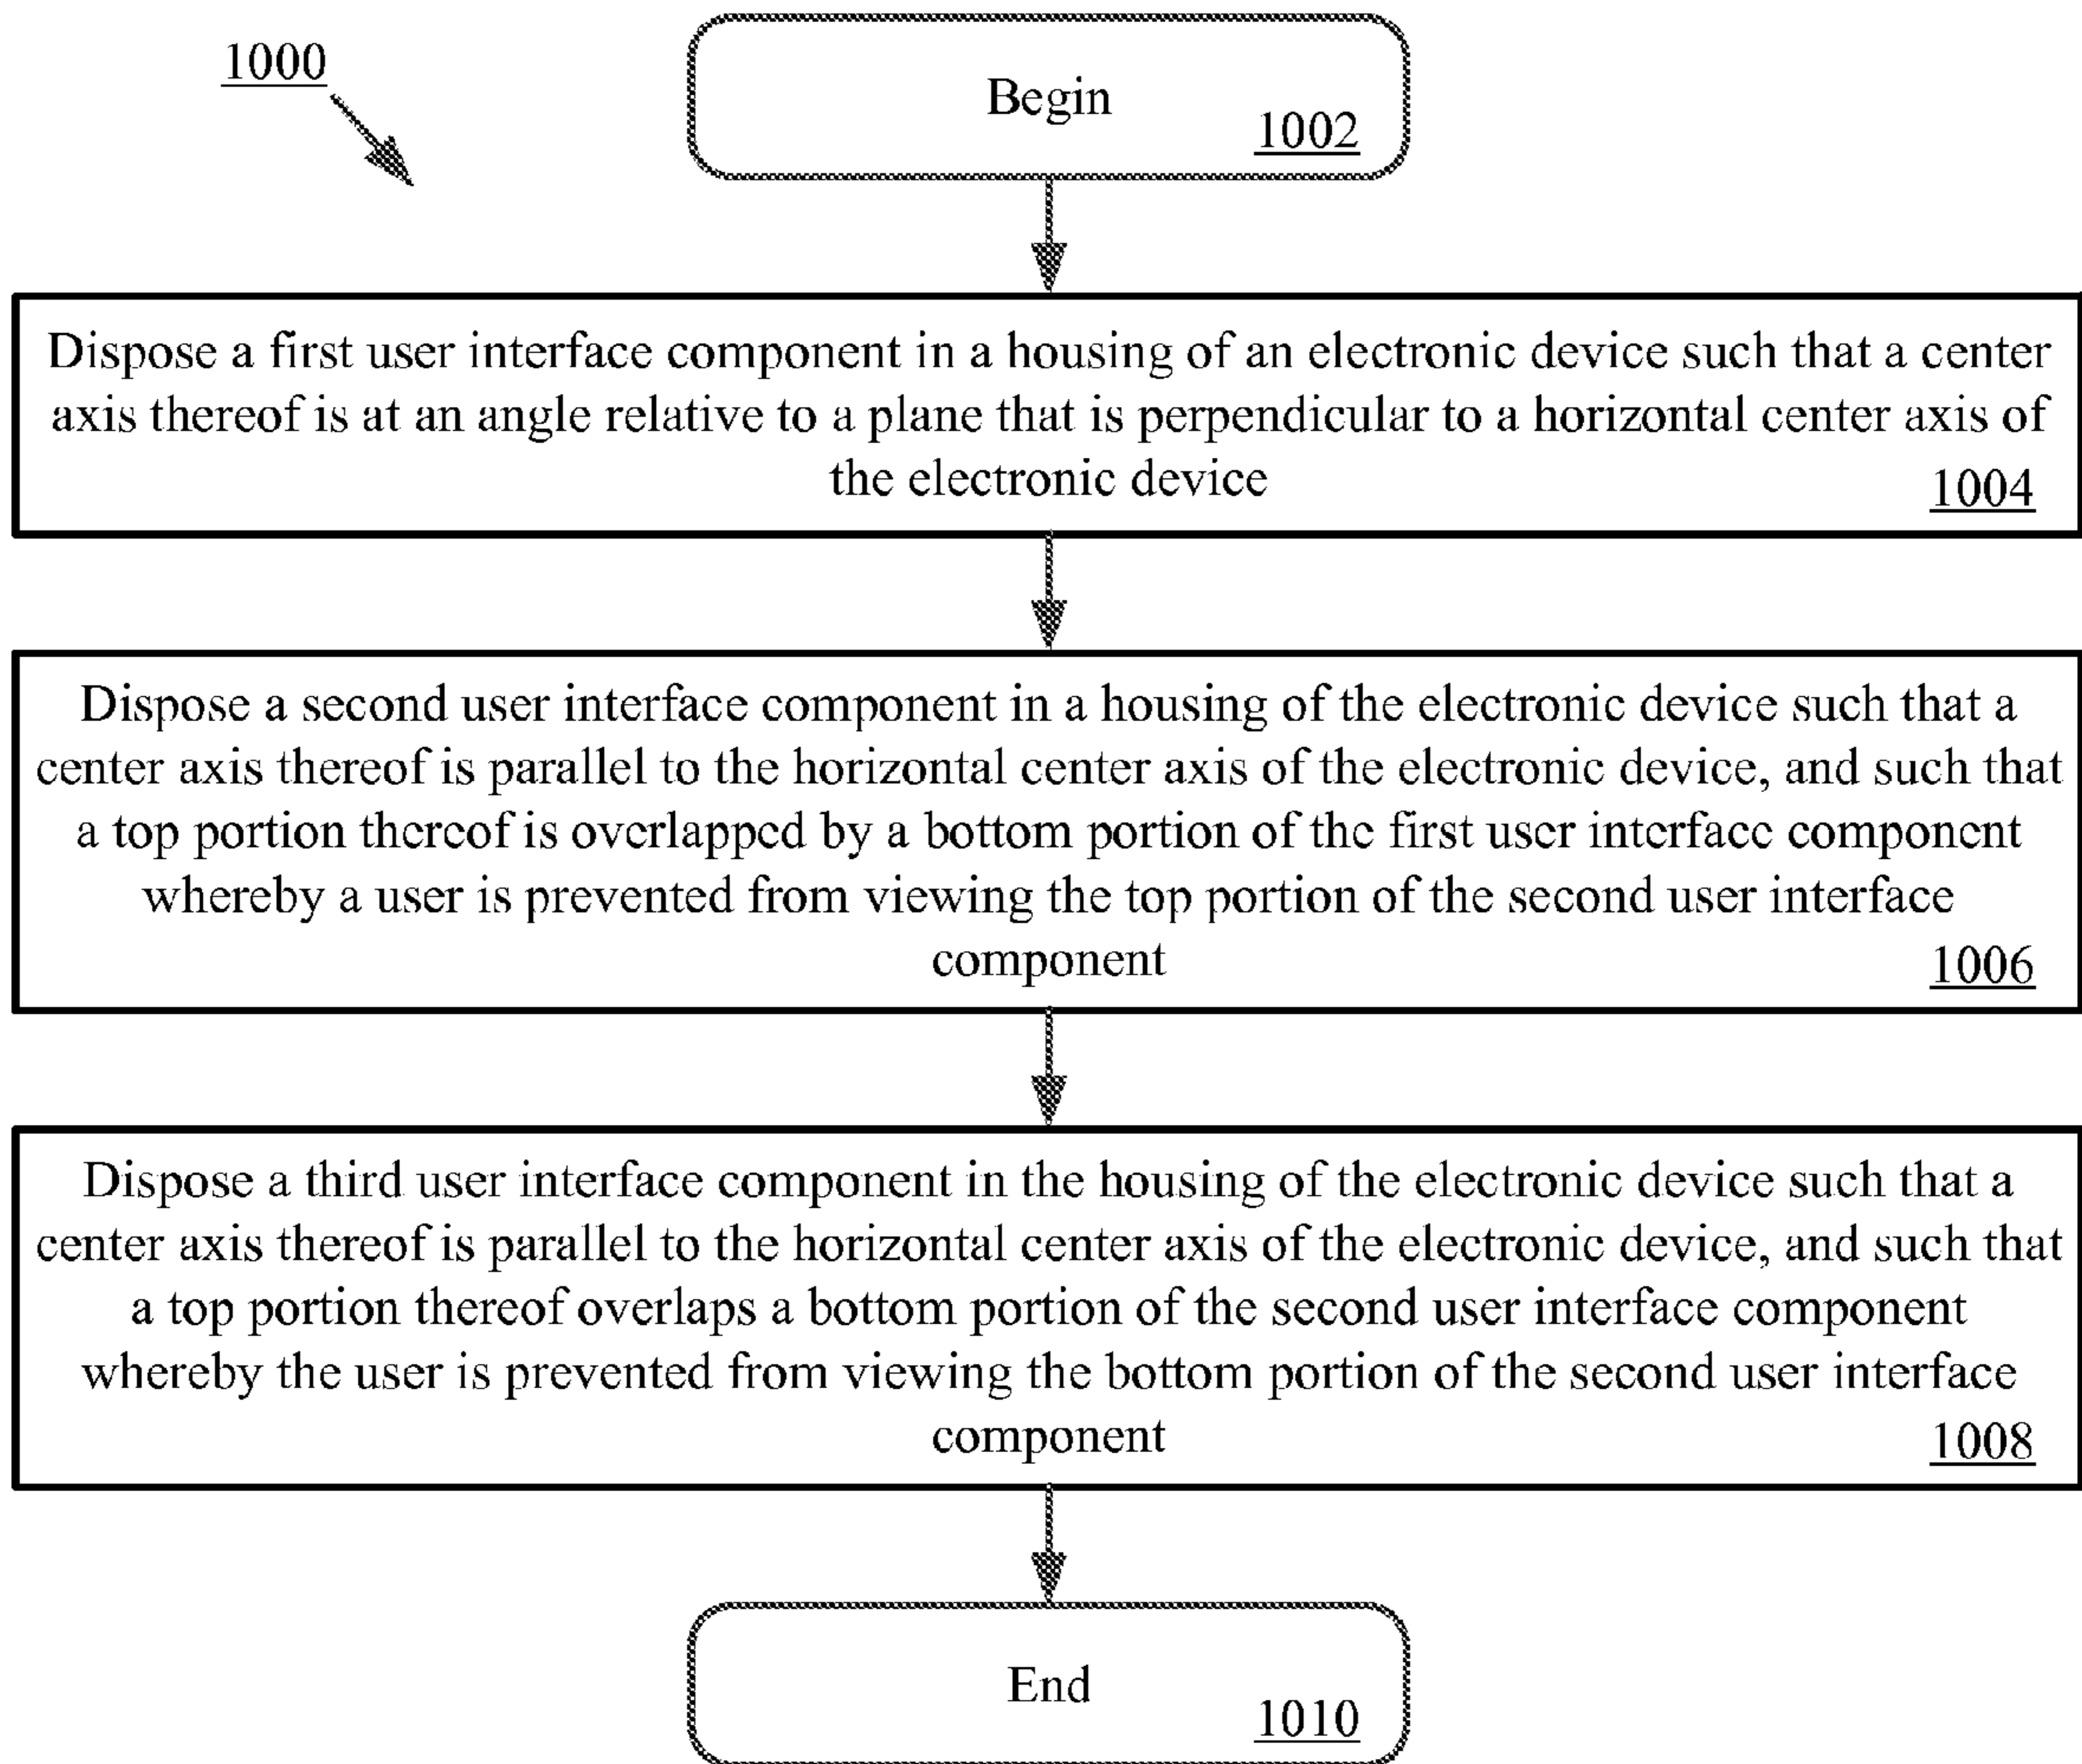 1000
Begin
1002
Dispose a first user interface component in a housing of an electronic device such that a center
axis thereof is at an angle relative to a plane that is perpendicular to a horizontal center axis of
the electronic device
1004
Dispose a second user interface component in a housing of the electronic device such that a
center axis thereof is parallel to the horizontal center axis of the electronic device, and such that
a top portion thereof is overlapped by a bottom portion of the first user interface component
whereby a user is prevented from viewing the top portion of the second user interface
component
1006
Dispose a third user interface component in the housing of the electronic device such that a
center axis thereof is parallel to the horizontal center axis of the electronic device, and such that
a top portion thereof overlaps a bottom portion of the second user interface component
whereby the user is prevented from viewing the bottom portion of the second user interface
component
1008
End
1010